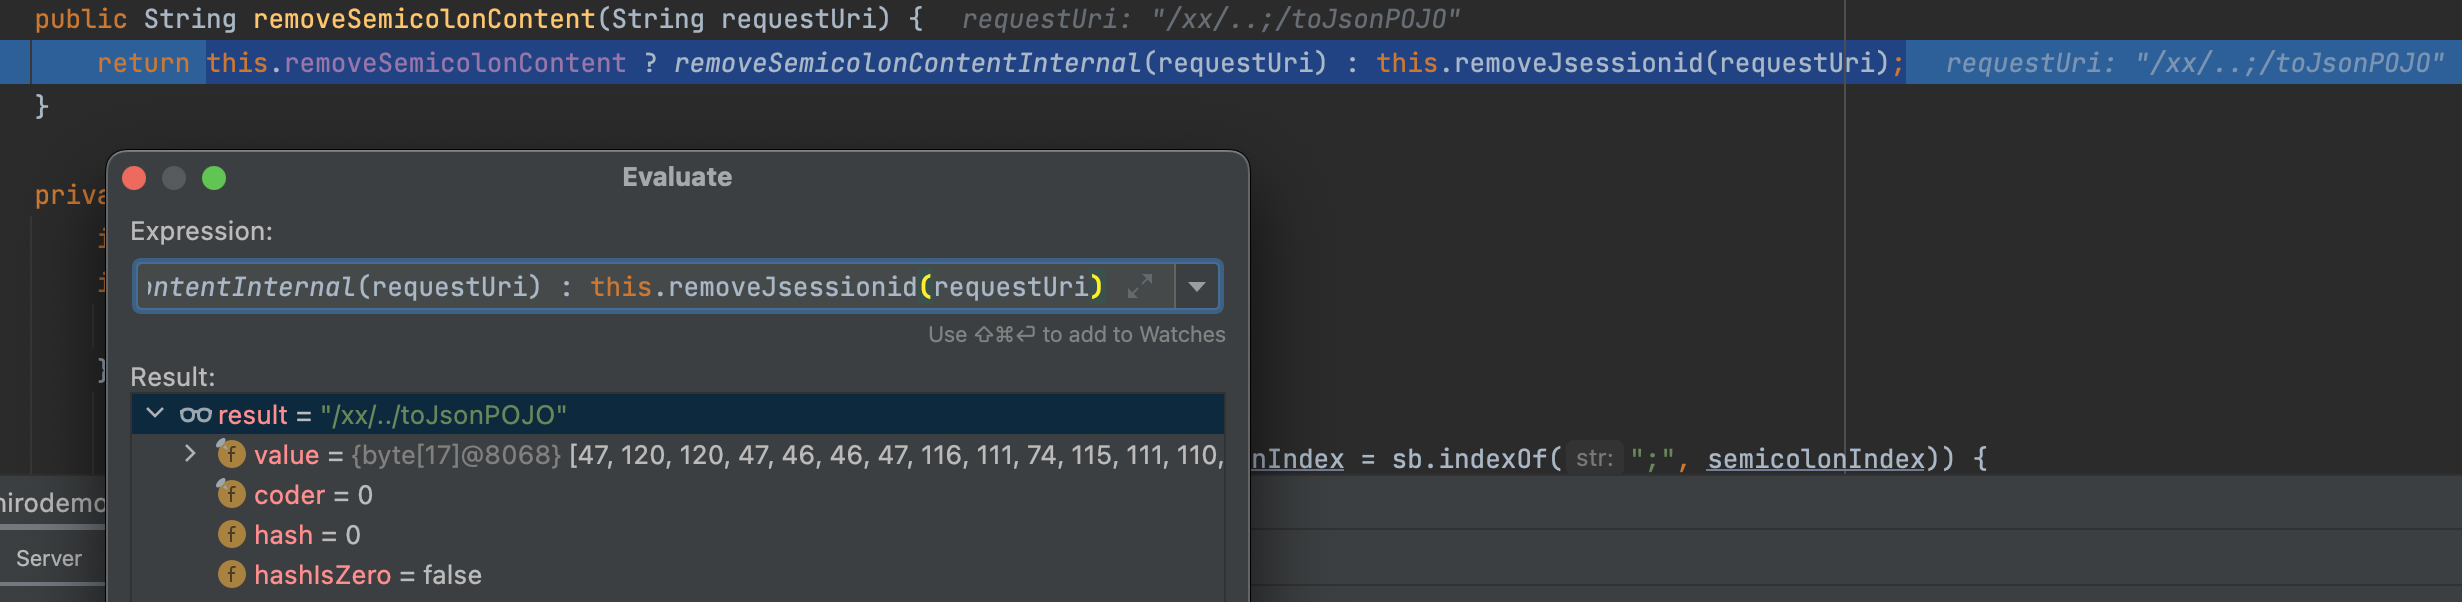 public String removeSemicolonContent(String requestUri) {   requestUri: "/xx/..;/toJsonPOJO"
return this.removeSemicolonContent ? removeSemicolonContentInternal(requestUri) : this.removeJsessionid(requestUri);   requestUri: "/xx/..;/toJsonPOJO"
}
Evaluate
priva
Expression:
ontentInternal(requestUri) : this.removeJsessionid(requestUri)
Use ⇧⌘⏎ to add to Watches
}
Result:
result = "/xx/../toJsonPOJO"
value = {byte[17]@8068} [47, 120, 120, 47, 46, 46, 47, 116, 111, 74, 115, 111, 110,
nIndex = sb.indexOf( str: ";", semicolonIndex)) {
coder = 0
hirodemo
hash = 0
Server
hashIsZero = false